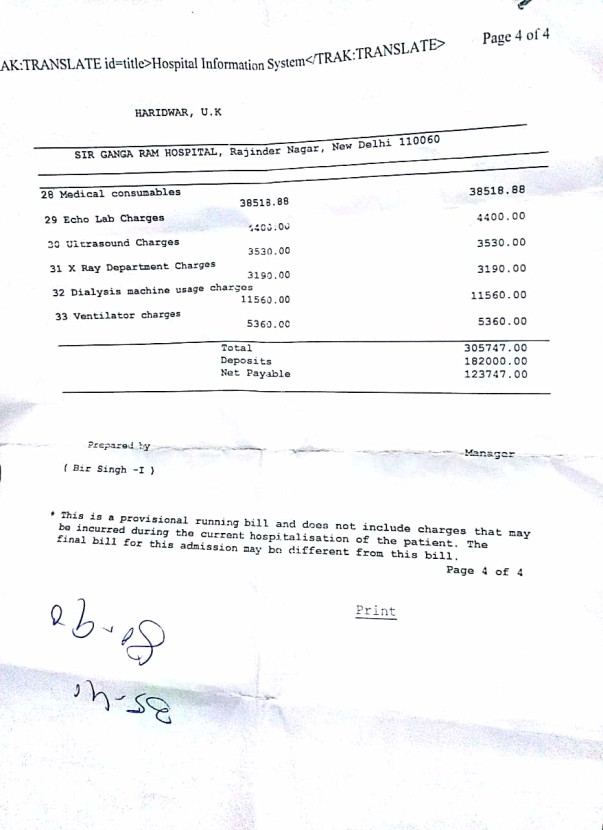 Page 4 of 4
AK:TRANSLATE id=title>Hospital Information System</TRAK:TRANSLATE>
HARIDWAR, U.K
SIR GANGA RAM HOSPITAL, Rajinder Nagar, New Delhi 110060
28 Medical consumables
38518.88 38518.88
29 Echo Lab Charges
4400.00 4400.00
30 Ultrasound Charges
3530.00 3530.00
31 X Ray Department Charges
3190.00 3190.00
32 Dialysis machine usage charges
11560.00 11560.00
33 Ventilator charges
5360.00 5360.00
Total 305747.00
Deposits 182000.00
Net Payable 123747.00
Prepared by Manager
( Bir Singh -I )
* This is a provisional running bill and does not include charges that may
be incurred during the current hospitalisation of the patient. The
final bill for this admission may be different from this bill.
Page 4 of 4
Print